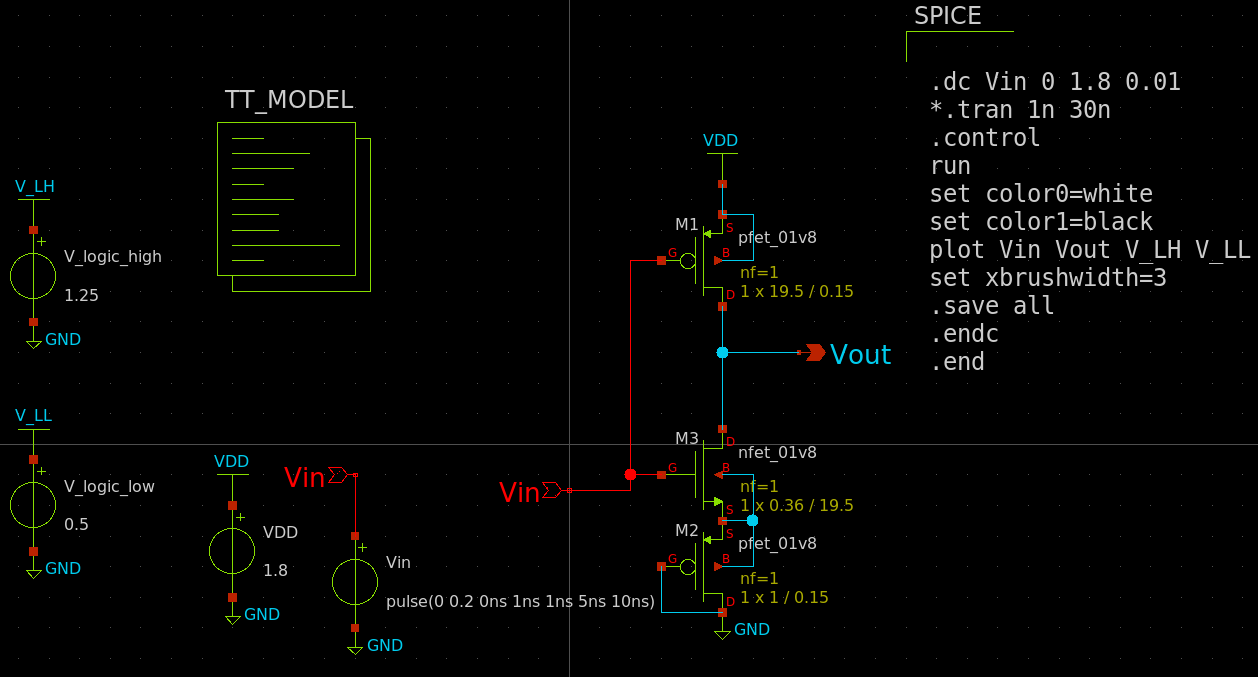 SPICE
.dc Vin 0 1.8 0.01
*.tran 1n 30n
.control
run
set color0=white
set color1=black
plot Vin Vout V_LH V_LL
set xbrushwidth=3
.save all
.endc
.end
TT_MODEL
V_LH
+
V_logic_high
1.25
GND
V_LL
+
V_logic_low
0.5
GND
VDD
+
VDD
1.8
GND
Vin
+
Vin
pulse(0 0.2 0ns 1ns 1ns 5ns 10ns)
GND
VDD
M1
S
pfet_01v8
G
B
nf=1
1 x 19.5 / 0.15
D
Vout
M3
D
nfet_01v8
G
B
nf=1
1 x 0.36 / 19.5
S
Vin
M2
S
pfet_01v8
G
B
nf=1
1 x 1 / 0.15
D
GND